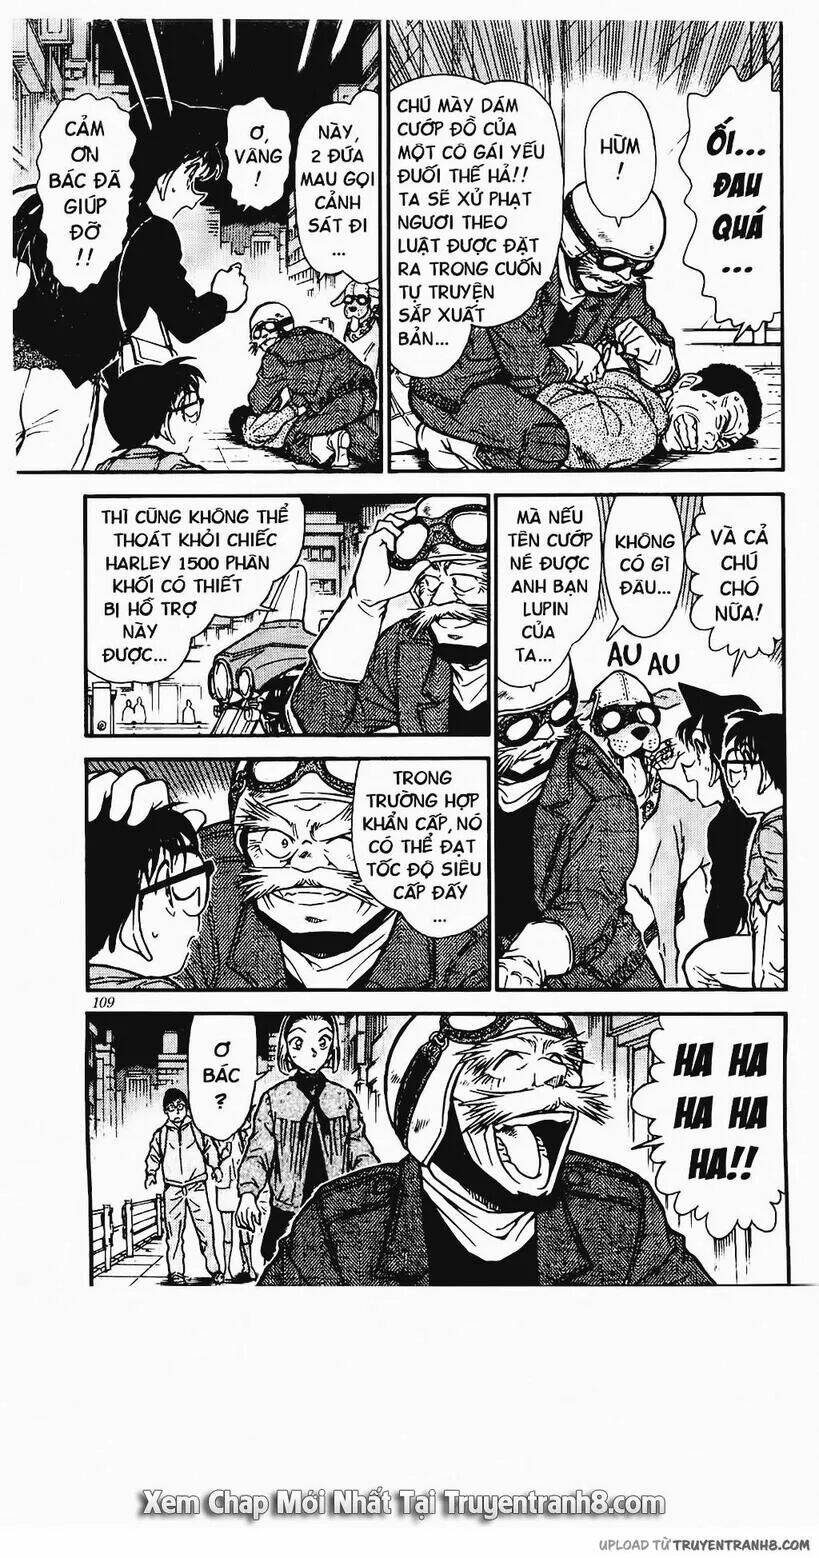 ỐI...
ĐAU
QUÁ
...
HỪM
!
CHÚ MÀY DÁM
CƯỚP ĐỒ CỦA
MỘT CÔ GÁI YẾU
ĐUỐI THẾ HẢ!!
TA SẼ XỬ PHẠT
NGƯƠI THEO
LUẬT ĐƯỢC ĐẶT
RA TRONG CUỐN
TỰ TRUYỆN
SẮP XUẤT
BẢN...
NÀY,
2 ĐỨA
MAU GỌI
CẢNH
SÁT ĐI
...
Ơ,
VÂNG
!
CẢM
ƠN
BÁC ĐÃ
GIÚP
ĐỠ
!!
VÀ CẢ
CHÚ
CHÓ
NỮA!
KHÔNG
CÓ GÌ
ĐÂU...
AU AU
MÀ NẾU
TÊN CƯỚP
NÉ ĐƯỢC
ANH BẠN
LUPIN
CỦA
TA...
THÌ CŨNG KHÔNG THỂ
THOÁT KHỎI CHIẾC
HARLEY 1500 PHÂN
KHỐI CÓ THIẾT
BỊ HỔ TRỢ
NÀY
ĐƯỢC...
TRONG
TRƯỜNG HỢP
KHẨN CẤP, NÓ
CÓ THỂ ĐẠT
TỐC ĐỘ SIÊU
CẤP ĐẤY
...
109
HA HA
HA HA
HA!!
Ơ
BÁC
?
Xem Chap Mới Nhất Tại Truyentranh8.com
UPLOAD TỪ TRUYENTRANH8.COM